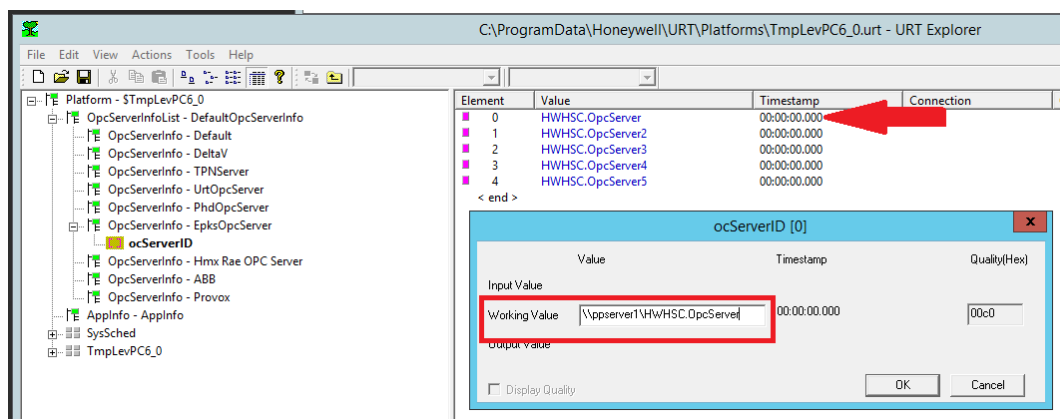 C:\ProgramData\Honeywell\URT\Platforms\TmpLevPC6_0.urt - URT Explorer
File Edit View Actions Tools Help
Platform - $TmpLevPC6_0
OpcServerInfoList - DefaultOpcServerInfo
OpcServerInfo - Default
OpcServerInfo - DeltaV
OpcServerInfo - TPNServer
OpcServerInfo - UrtOpcServer
OpcServerInfo - PhdOpcServer
OpcServerInfo - EpksOpcServer
ocServerID
OpcServerInfo - Hmx Rae OPC Server
OpcServerInfo - ABB
OpcServerInfo - Provox
AppInfo - AppInfo
SysSched
TmpLevPC6_0
Element Value Timestamp Connection
0 HWHSC.OpcServer 00:00:00.000
1 HWHSC.OpcServer2 00:00:00.000
2 HWHSC.OpcServer3 00:00:00.000
3 HWHSC.OpcServer4 00:00:00.000
4 HWHSC.OpcServer5 00:00:00.000
< end >
ocServerID [0]
x
Value Timestamp Quality(Hex)
Input Value
Working Value \\ppserver1\HWHSC.OpcServer 00:00:00.000 00c0
Output Value
Display Quality
OK Cancel